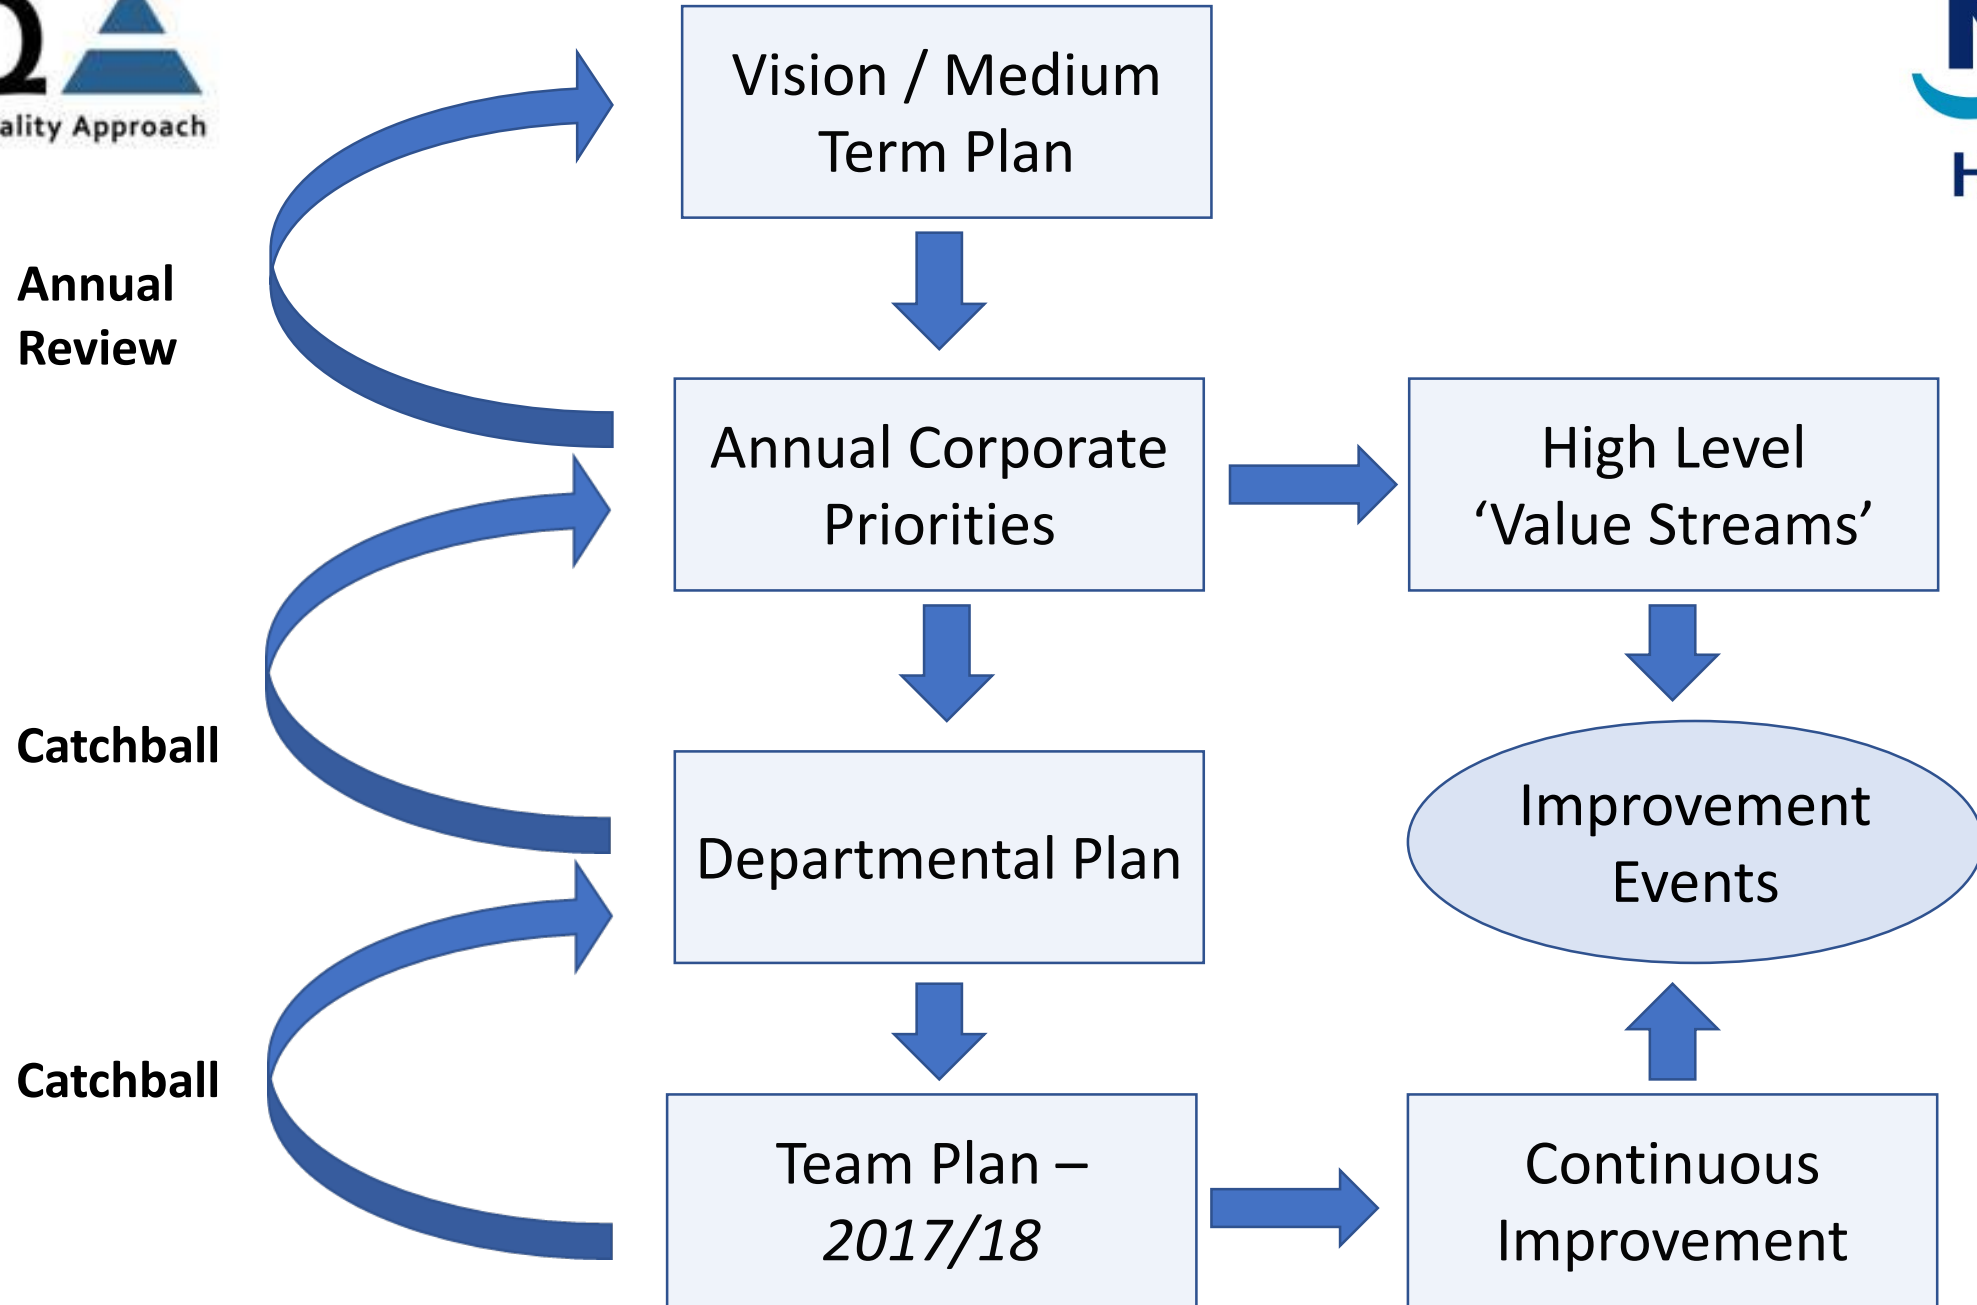 Q
ality Approach
Vision / Medium
Term Plan
H
Annual
Review
Annual Corporate
Priorities
High Level
‘Value Streams’
Catchball
Departmental Plan
Improvement
Events
Catchball
Team Plan –
2017/18
Continuous
Improvement